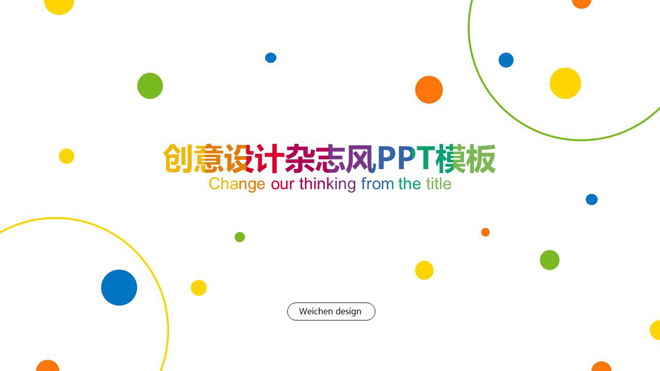 创意设计杂志风PPT模板
Change our thinking from the title
Weichen design